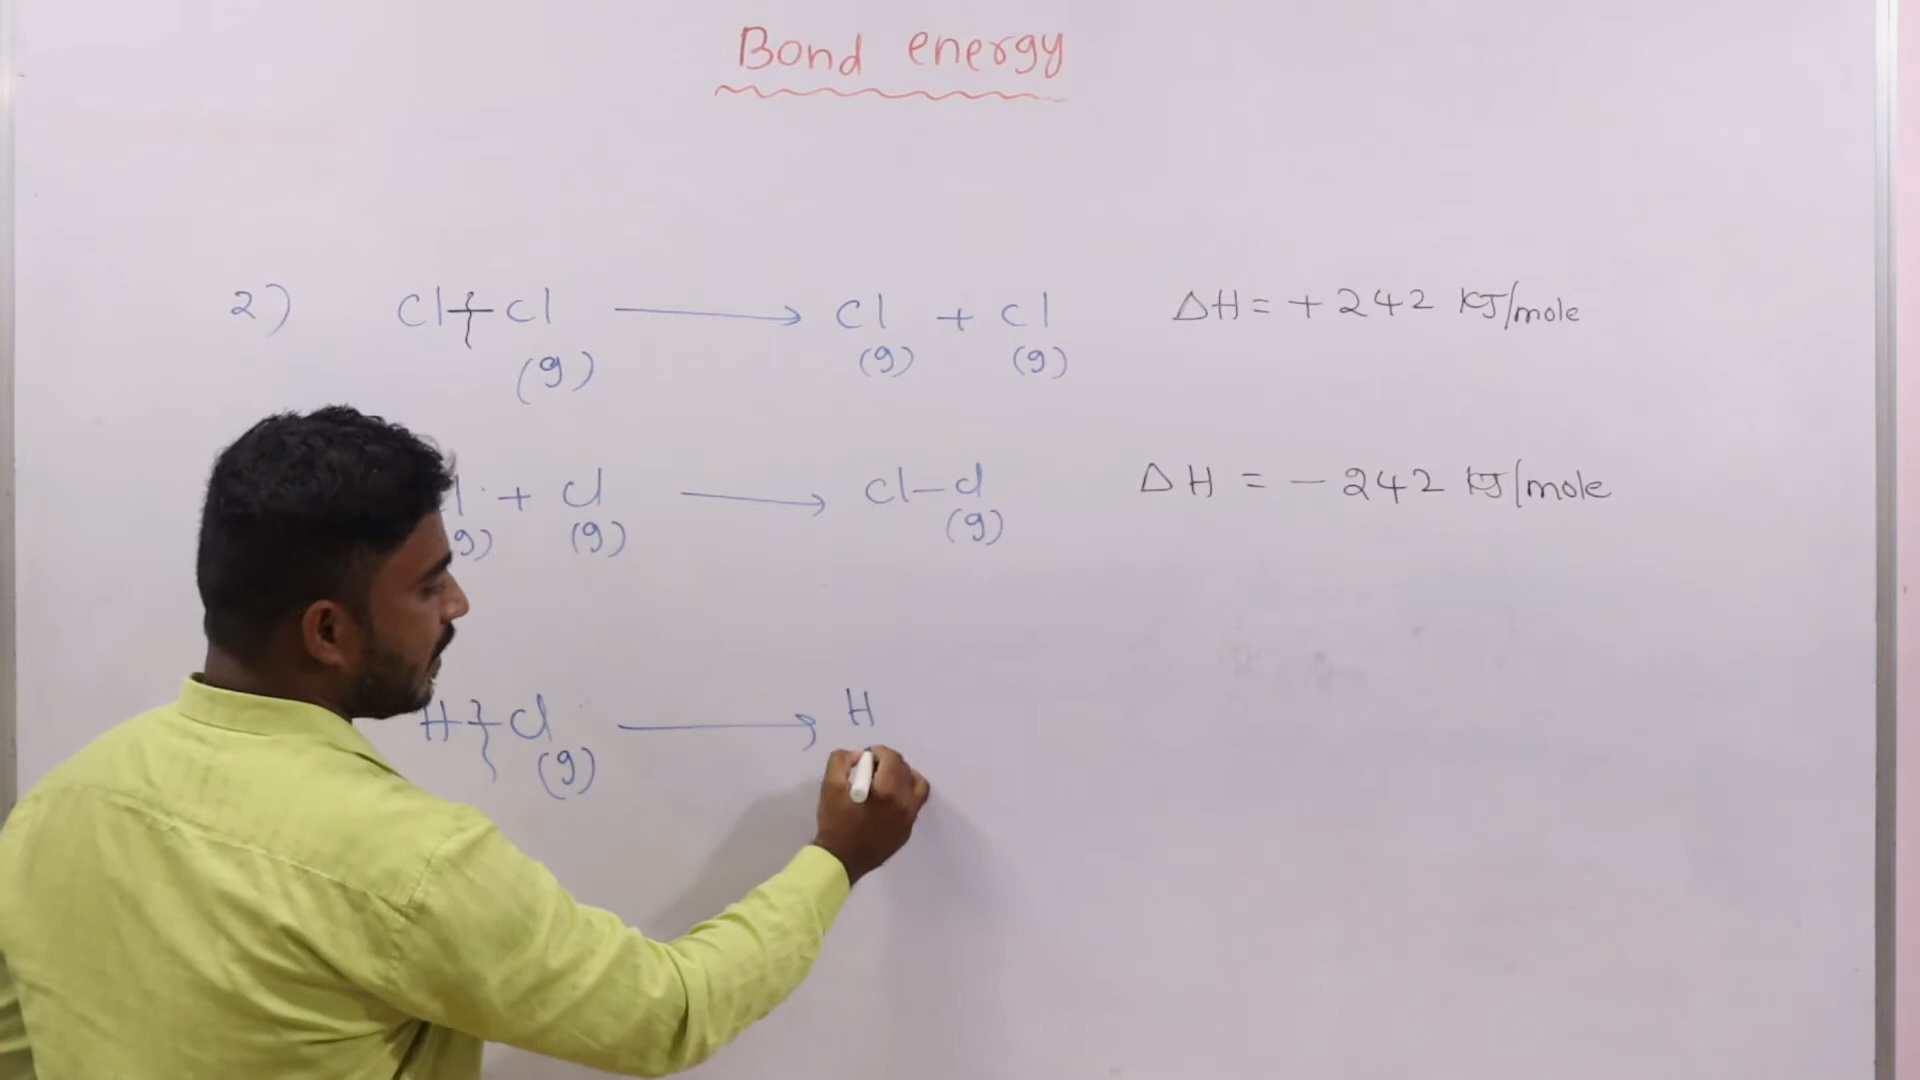 Bond energy
2) Cl-Cl (g) ⟶ Cl (g) + Cl (g) ΔH = + 242 KJ/mole
l (g) + Cl (g) ⟶ Cl-Cl (g) ΔH = - 242 KJ/mole
H-Cl (g) ⟶ H